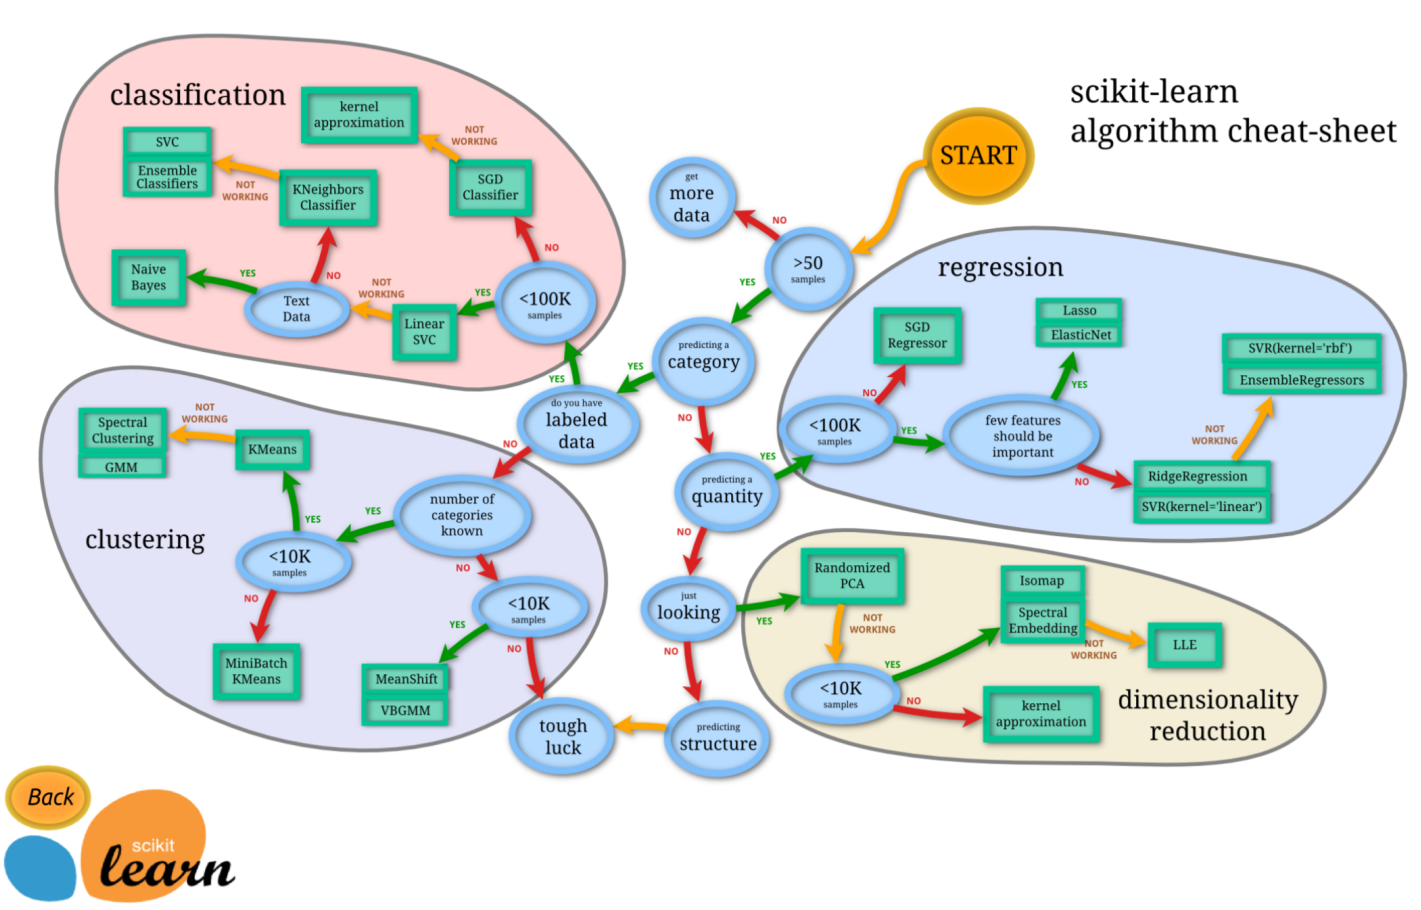 scikit-learn
algorithm cheat-sheet
START
get
more
data
NO
>50
samples
YES
predicting a
category
YES
NO
do you have
labeled
data
YES
NO
predicting a
quantity
YES
NO
just
looking
YES
NO
predicting
structure
tough
luck
classification
kernel
approximation
NOT
WORKING
SVC
Ensemble
Classifiers
NOT
WORKING
KNeighbors
Classifier
SGD
Classifier
NO
Naive
Bayes
YES
NO
Text
Data
NOT
WORKING
Linear
SVC
YES
<100K
samples
regression
SGD
Regressor
NO
<100K
samples
YES
Lasso
ElasticNet
YES
few features
should be
important
NO
SVR(kernel='rbf')
EnsembleRegressors
NOT
WORKING
RidgeRegression
SVR(kernel='linear')
clustering
Spectral
Clustering
GMM
NOT
WORKING
KMeans
YES
<10K
samples
NO
MiniBatch
KMeans
YES
number of
categories
known
NO
<10K
samples
YES
NO
MeanShift
VBGMM
dimensionality
reduction
Randomized
PCA
NOT
WORKING
<10K
samples
YES
NO
Isomap
Spectral
Embedding
NOT
WORKING
LLE
kernel
approximation
Back
scikit
learn